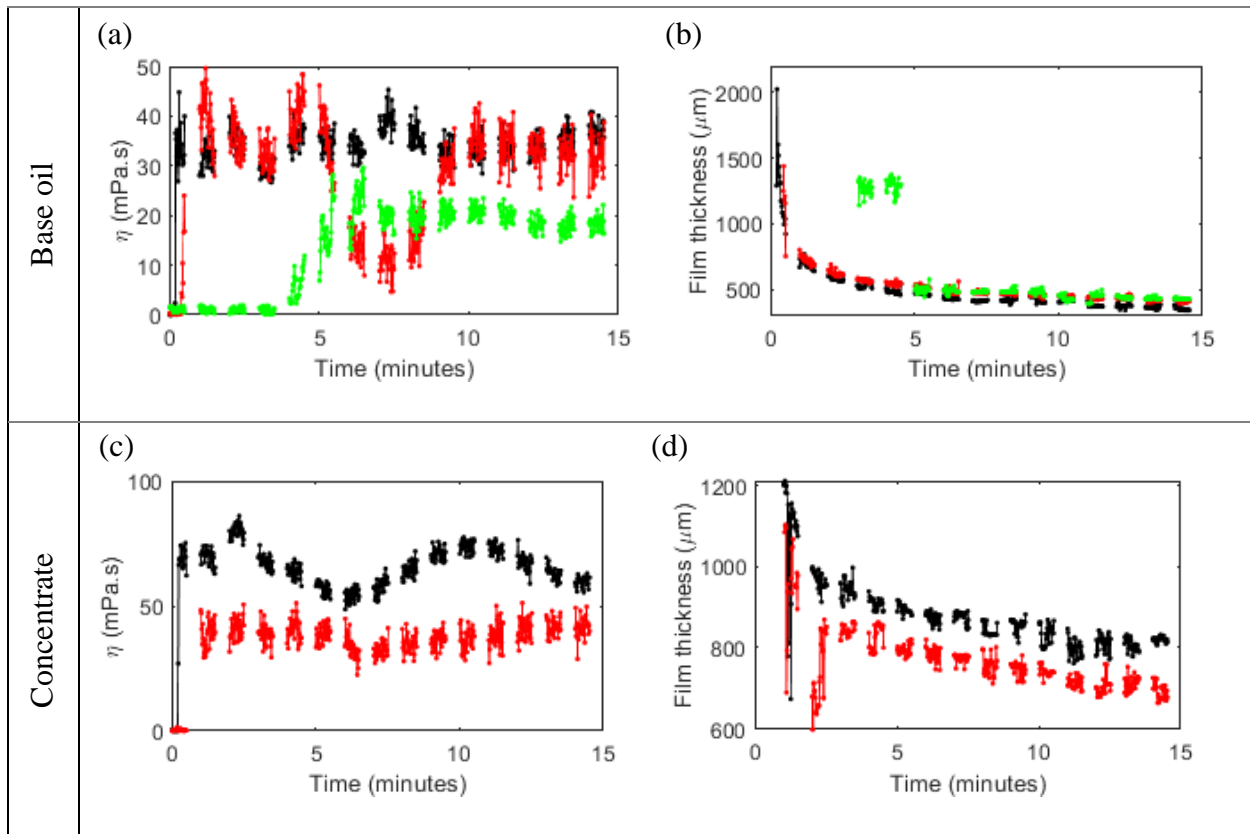 Base oil
(a)
50
40
30
20
10
0
η (mPa.s)
0 5 10 15
Time (minutes)
(b)
2000
1500
1000
500
Film thickness (μm)
0 5 10 15
Time (minutes)
Concentrate
(c)
100
50
0
η (mPa.s)
0 5 10 15
Time (minutes)
(d)
1200
1000
800
600
Film thickness (μm)
0 5 10 15
Time (minutes)